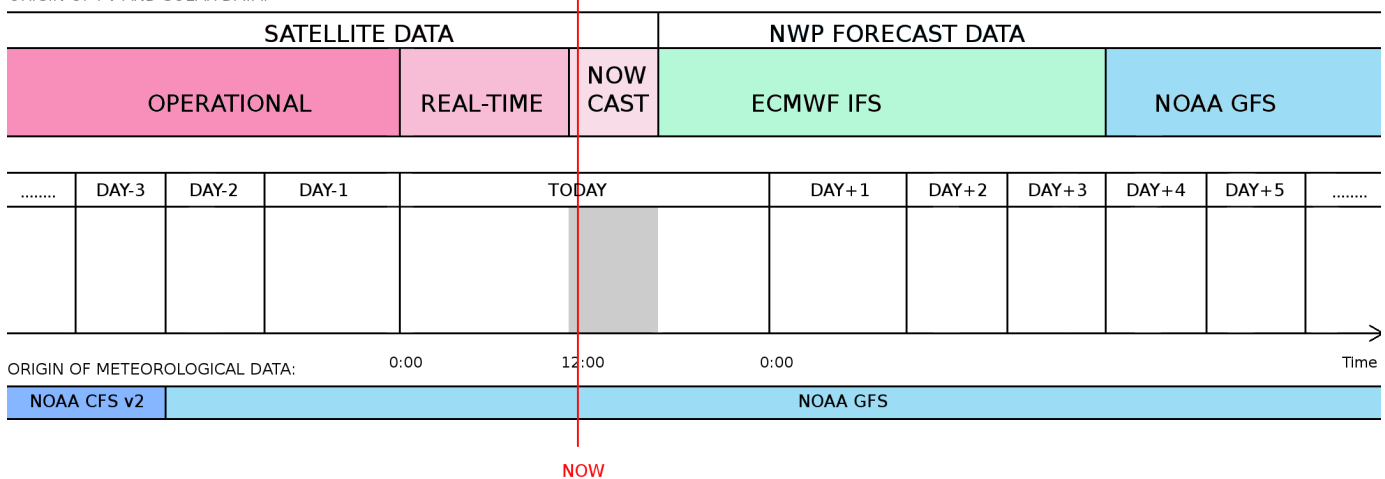 SATELLITE DATA NWP FORECAST DATA
OPERATIONAL REAL-TIME NOW CAST ECMWF IFS NOAA GFS
........ DAY-3 DAY-2 DAY-1 TODAY DAY+1 DAY+2 DAY+3 DAY+4 DAY+5 ........
0:00 12:00 0:00 Time
ORIGIN OF METEOROLOGICAL DATA:
NOAA CFS v2 NOAA GFS
NOW